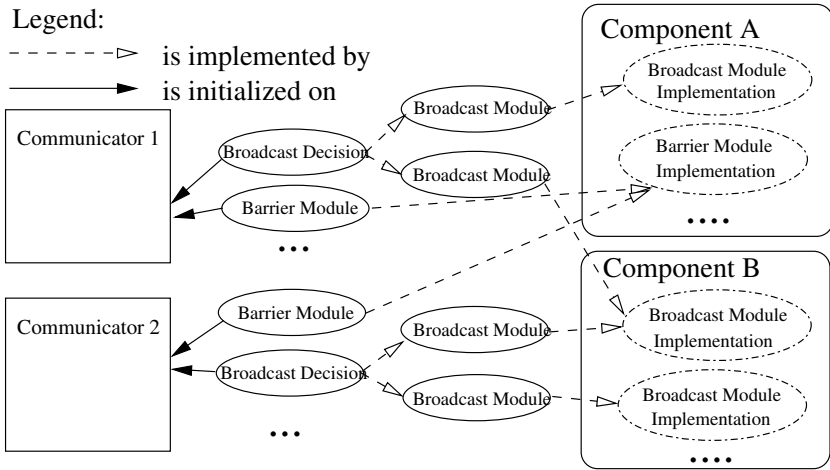 Legend:
is implemented by
is initialized on
Communicator 1
Broadcast Decision
Barrier Module
...
Broadcast Module
Broadcast Module
Component A
Broadcast Module
Implementation
Barrier Module
Implementation
....
Communicator 2
Barrier Module
Broadcast Decision
...
Broadcast Module
Broadcast Module
Component B
Broadcast Module
Implementation
Broadcast Module
Implementation
....